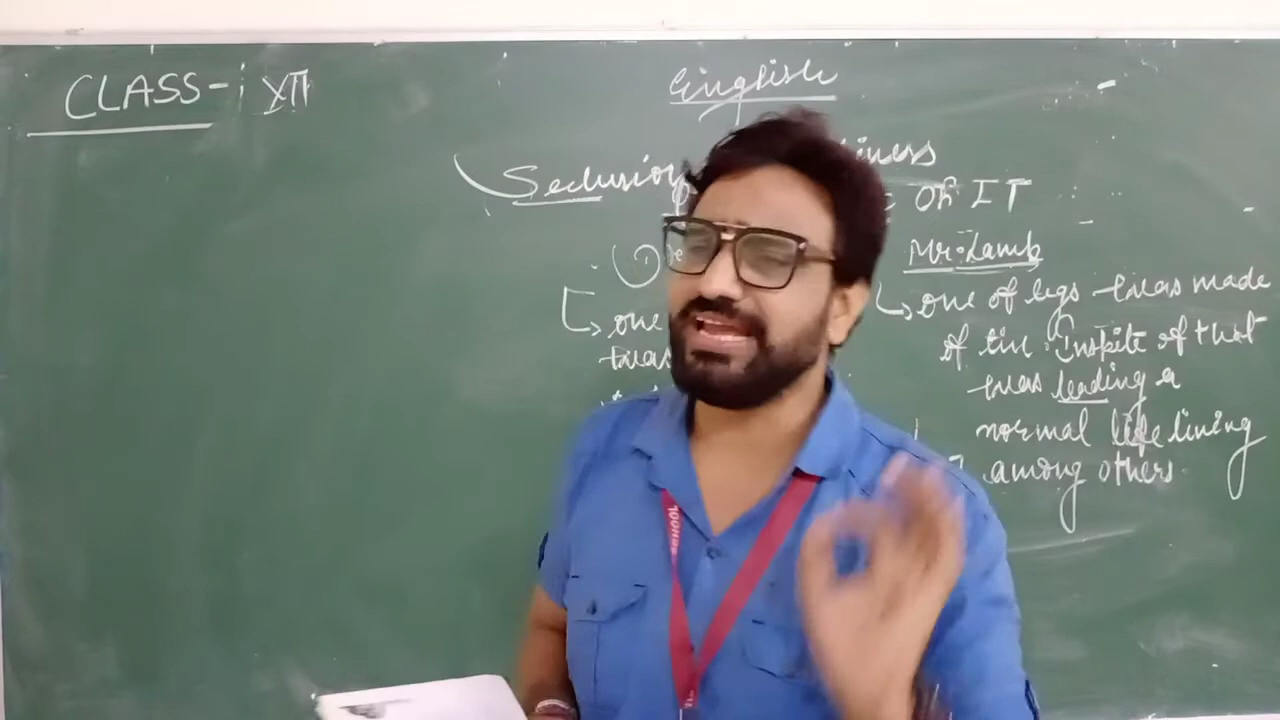 CLASS-: XII
English
Seclusion
of IT
Mr. Lamb
one
was
one of legs was made
of tin. Inspite of that
was leading a
normal life living
among others
SCHOOL